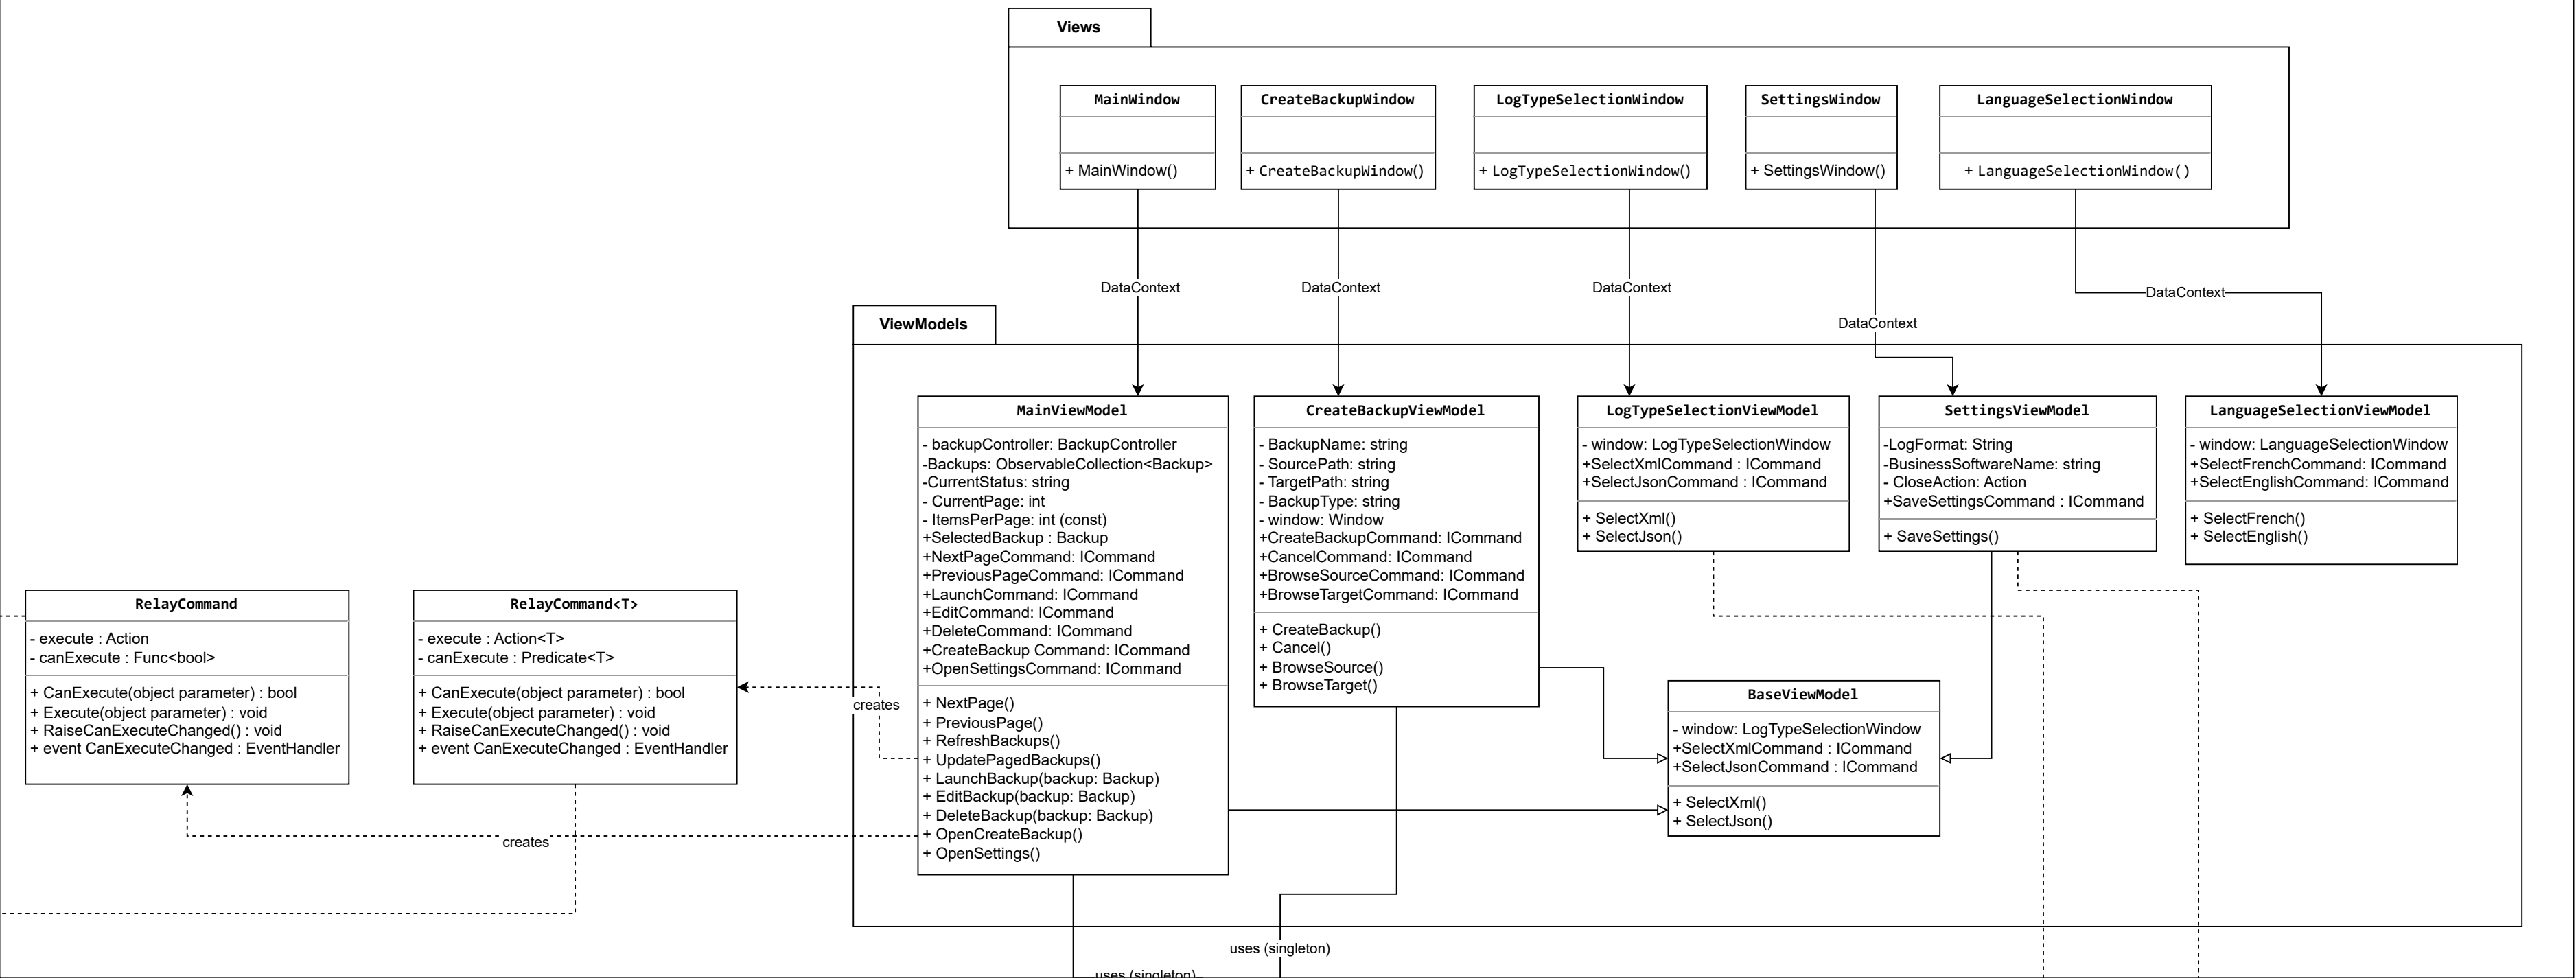 Views
MainWindow
+ MainWindow()
CreateBackupWindow
+ CreateBackupWindow()
LogTypeSelectionWindow
+ LogTypeSelectionWindow()
SettingsWindow
+ SettingsWindow()
LanguageSelectionWindow
+ LanguageSelectionWindow()
DataContext
DataContext
DataContext
DataContext
DataContext
ViewModels
MainViewModel
- backupController: BackupController
-Backups: ObservableCollection<Backup>
-CurrentStatus: string
- CurrentPage: int
- ItemsPerPage: int (const)
+SelectedBackup : Backup
+NextPageCommand: ICommand
+PreviousPageCommand: ICommand
+LaunchCommand: ICommand
+EditCommand: ICommand
+DeleteCommand: ICommand
+CreateBackup Command: ICommand
+OpenSettingsCommand: ICommand
+ NextPage()
+ PreviousPage()
+ RefreshBackups()
+ UpdatePagedBackups()
+ LaunchBackup(backup: Backup)
+ EditBackup(backup: Backup)
+ DeleteBackup(backup: Backup)
+ OpenCreateBackup()
+ OpenSettings()
CreateBackupViewModel
- BackupName: string
- SourcePath: string
- TargetPath: string
- BackupType: string
- window: Window
+CreateBackupCommand: ICommand
+CancelCommand: ICommand
+BrowseSourceCommand: ICommand
+BrowseTargetCommand: ICommand
+ CreateBackup()
+ Cancel()
+ BrowseSource()
+ BrowseTarget()
LogTypeSelectionViewModel
- window: LogTypeSelectionWindow
+SelectXmlCommand : ICommand
+SelectJsonCommand : ICommand
+ SelectXml()
+ SelectJson()
SettingsViewModel
-LogFormat: String
-BusinessSoftwareName: string
- CloseAction: Action
+SaveSettingsCommand : ICommand
+ SaveSettings()
LanguageSelectionViewModel
- window: LanguageSelectionWindow
+SelectFrenchCommand: ICommand
+SelectEnglishCommand: ICommand
+ SelectFrench()
+ SelectEnglish()
RelayCommand
- execute : Action
- canExecute : Func<bool>
+ CanExecute(object parameter) : bool
+ Execute(object parameter) : void
+ RaiseCanExecuteChanged() : void
+ event CanExecuteChanged : EventHandler
RelayCommand<T>
- execute : Action<T>
- canExecute : Predicate<T>
+ CanExecute(object parameter) : bool
+ Execute(object parameter) : void
+ RaiseCanExecuteChanged() : void
+ event CanExecuteChanged : EventHandler
creates
creates
BaseViewModel
- window: LogTypeSelectionWindow
+SelectXmlCommand : ICommand
+SelectJsonCommand : ICommand
+ SelectXml()
+ SelectJson()
uses (singleton)
uses (singleton)